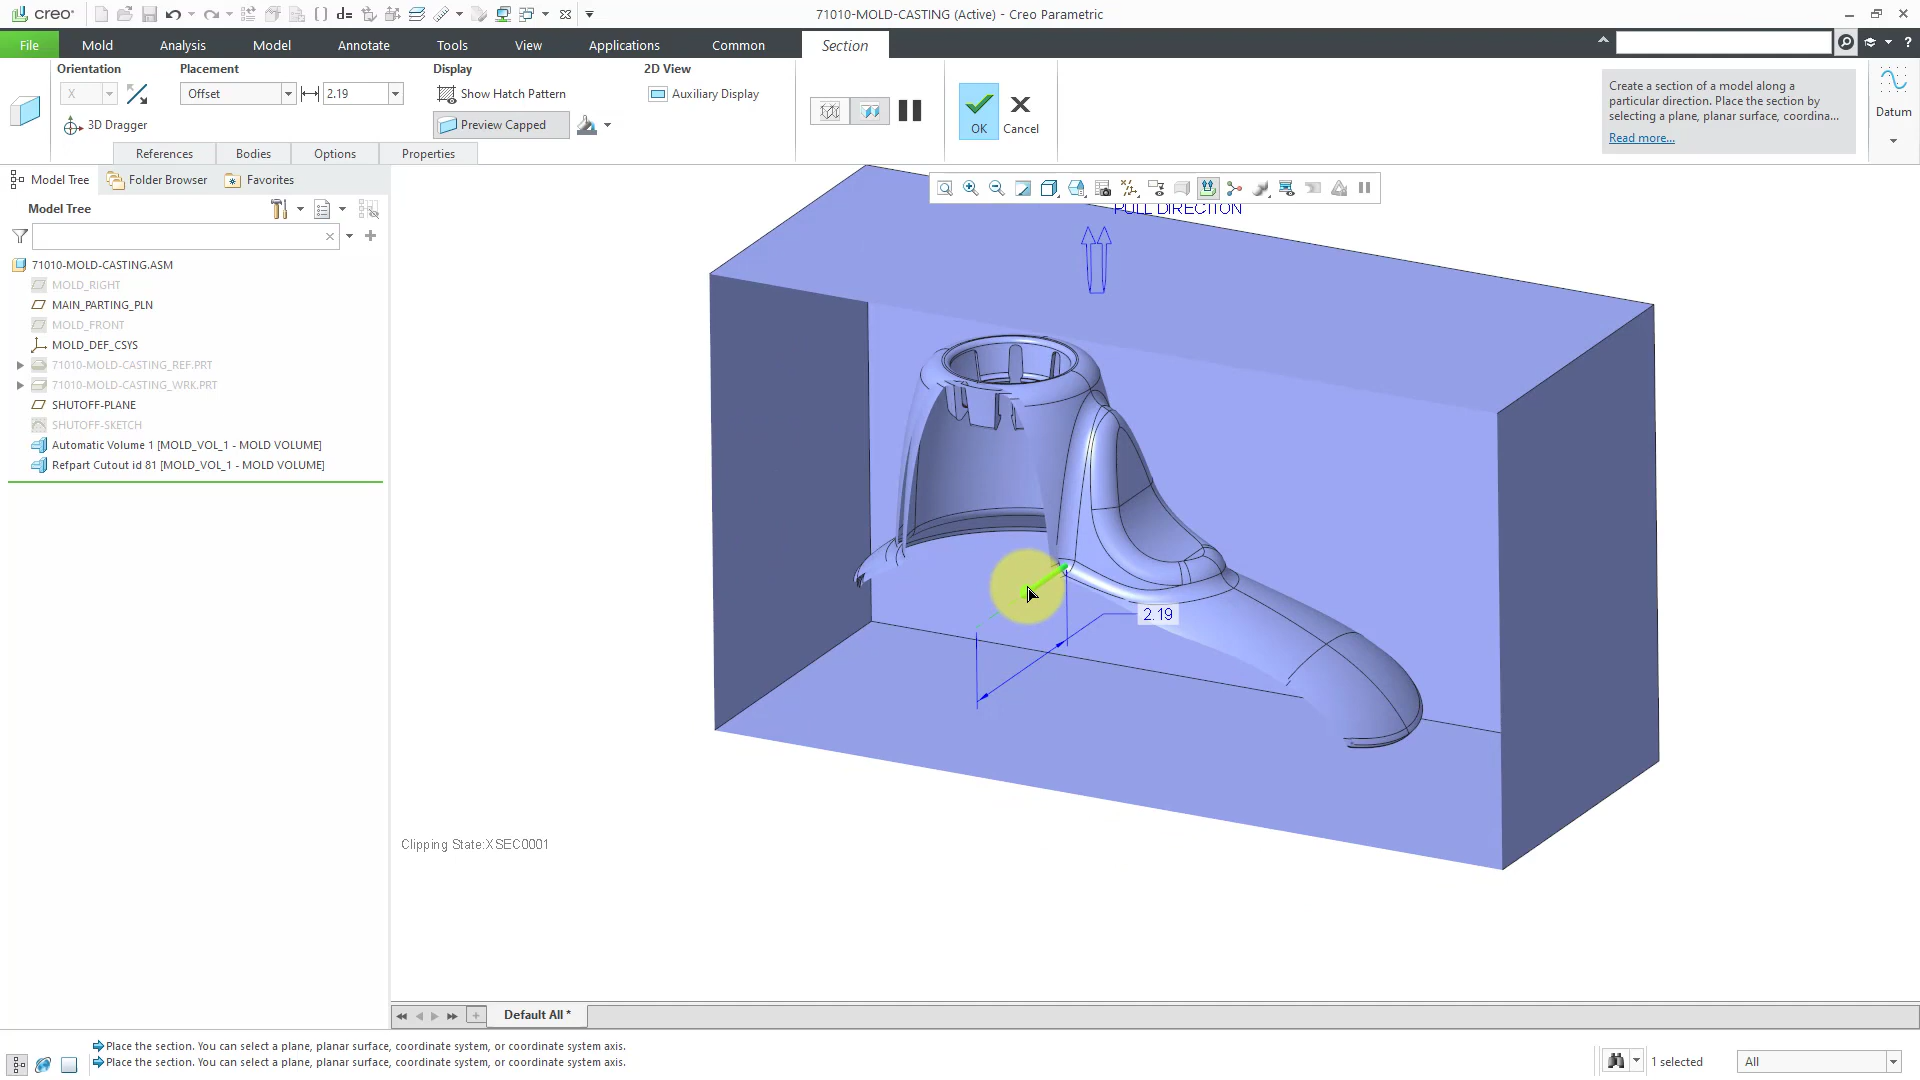 creo
71010-MOLD-CASTING (Active) - Creo Parametric
File
Mold
Analysis
Model
Annotate
Tools
View
Applications
Common
Section
Orientation
Placement
Display
2D View
X
Offset
2.19
Show Hatch Pattern
Auxiliary Display
3D Dragger
Preview Capped
OK
Cancel
Create a section of a model along a
particular direction. Place the section by
selecting a plane, planar surface, coordina...
Read more...
Datum
References
Bodies
Options
Properties
Model Tree
Folder Browser
Favorites
Model Tree
71010-MOLD-CASTING.ASM
MOLD_RIGHT
MAIN_PARTING_PLN
MOLD_FRONT
MOLD_DEF_CSYS
71010-MOLD-CASTING_REF.PRT
71010-MOLD-CASTING_WRK.PRT
SHUTOFF-PLANE
SHUTOFF-SKETCH
Automatic Volume 1 [MOLD_VOL_1 - MOLD VOLUME]
Refpart Cutout id 81 [MOLD_VOL_1 - MOLD VOLUME]
PULL DIRECTION
2.19
Clipping State:XSEC0001
Default All *
Place the section. You can select a plane, planar surface, coordinate system, or coordinate system axis.
Place the section. You can select a plane, planar surface, coordinate system, or coordinate system axis.
1 selected
All